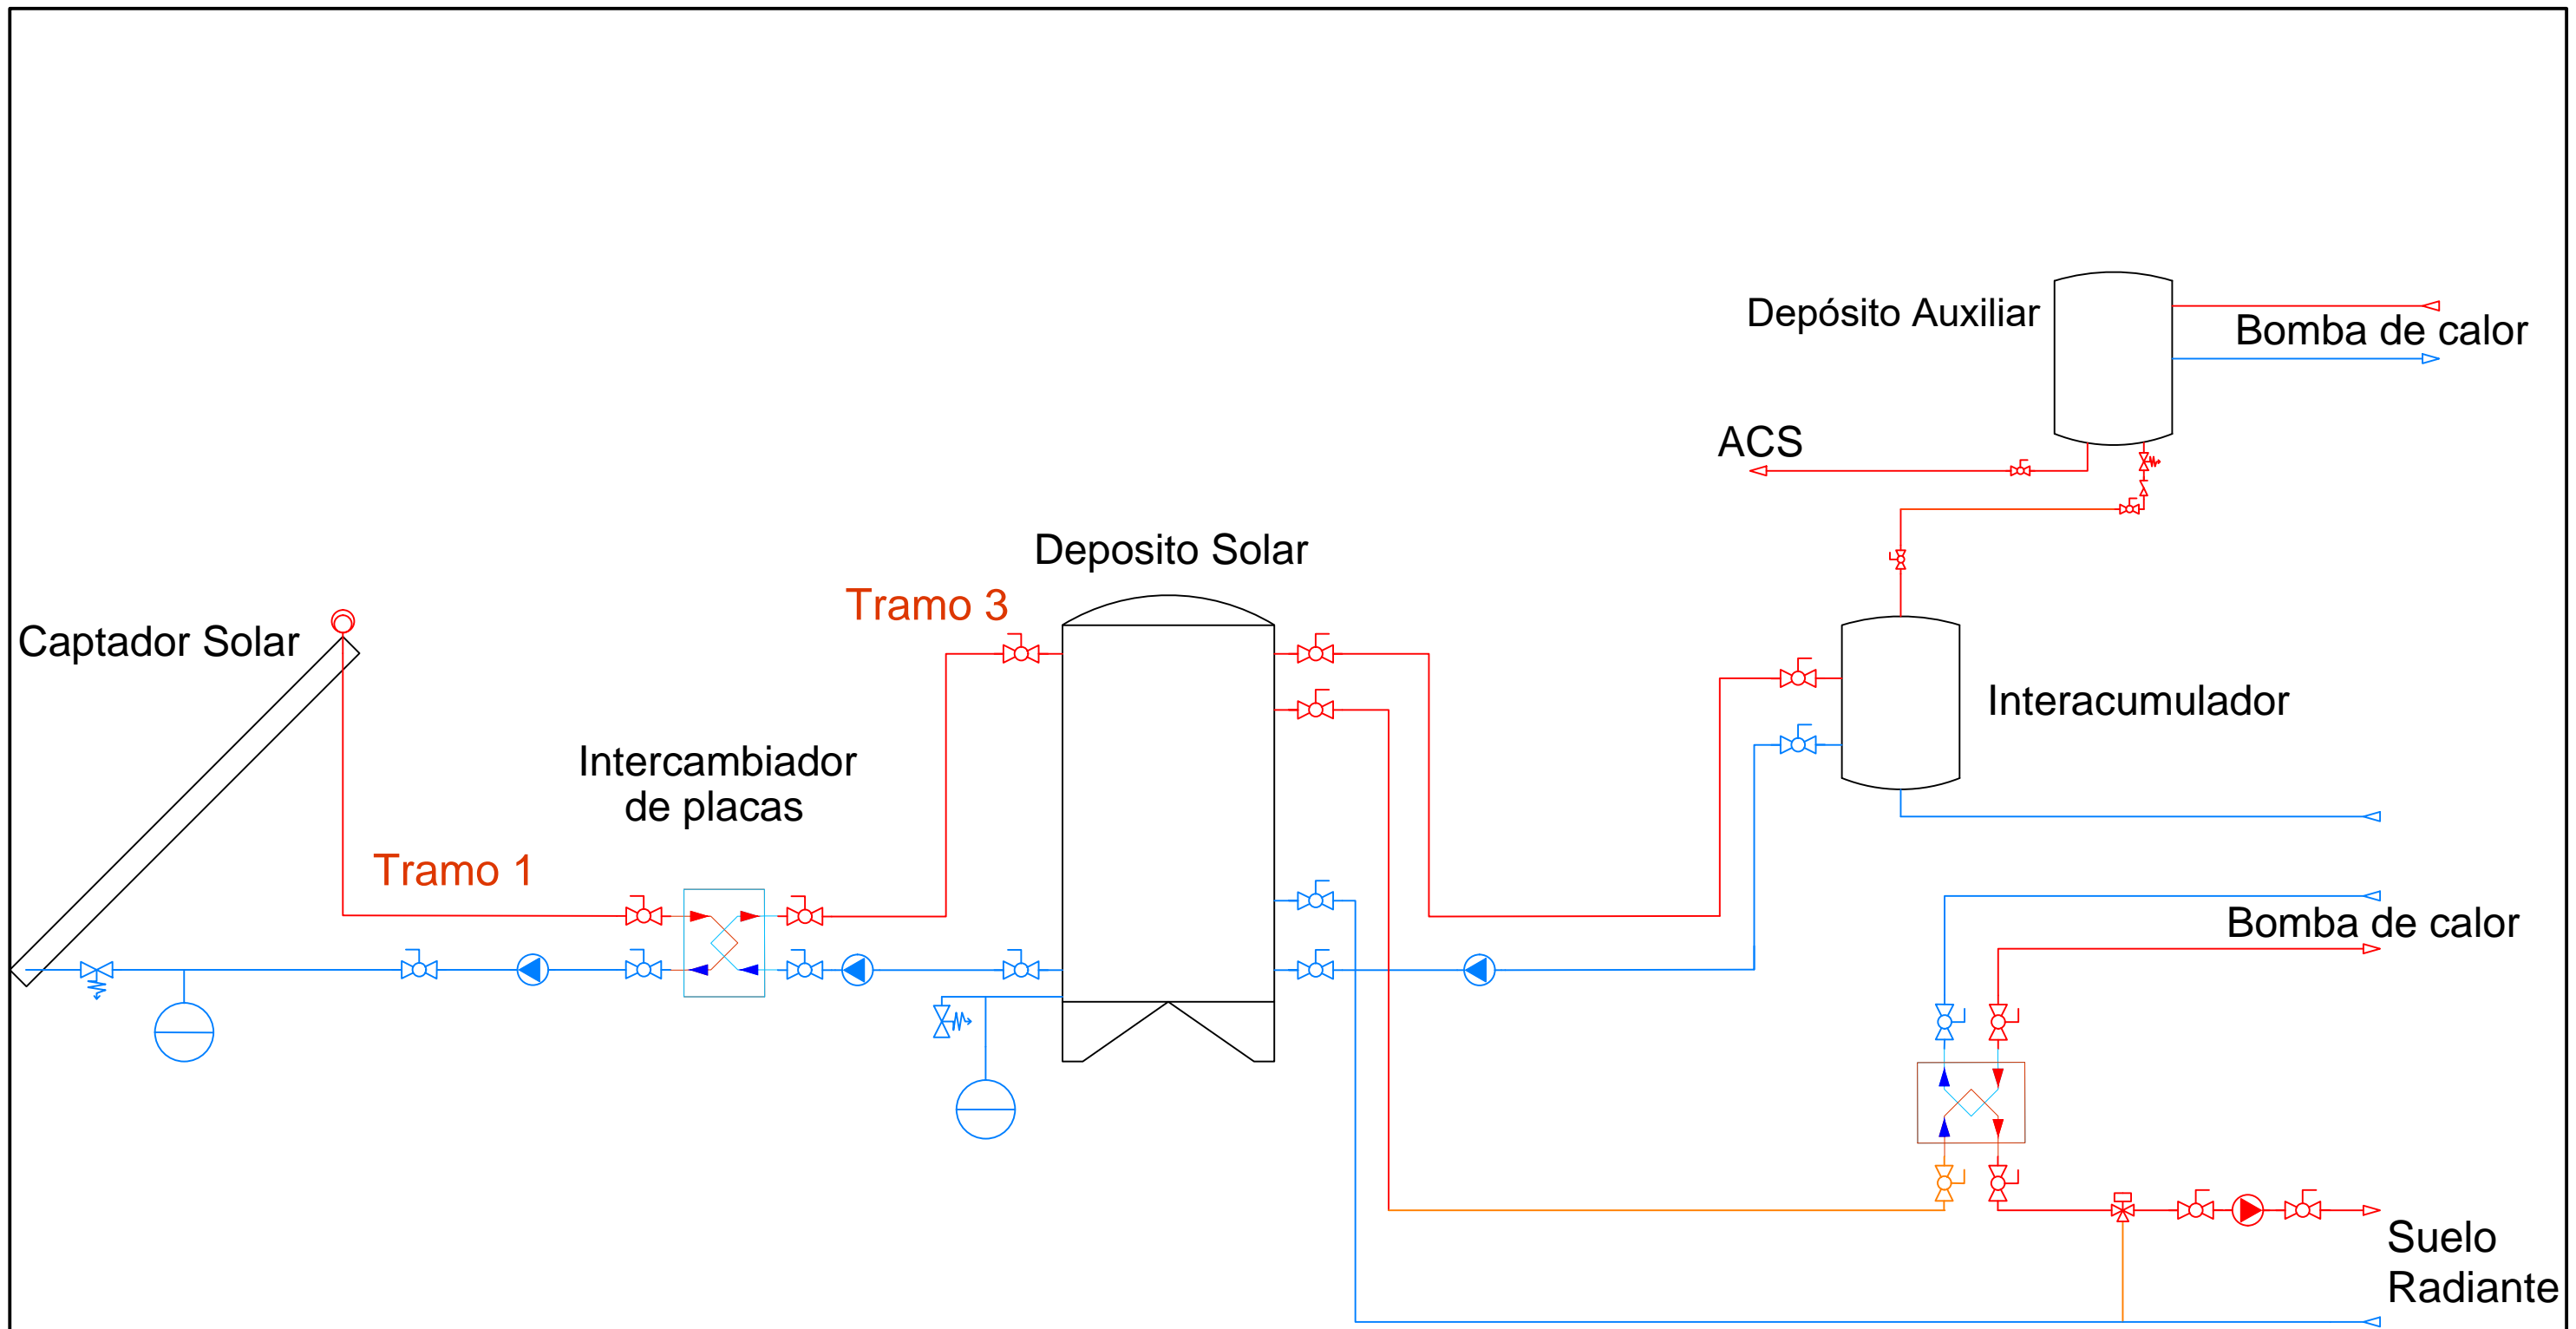 Depósito Auxiliar
Bomba de calor
ACS
Deposito Solar
Tramo 3
Captador Solar
Interacumulador
Intercambiador
de placas
Tramo 1
Bomba de calor
Suelo
Radiante